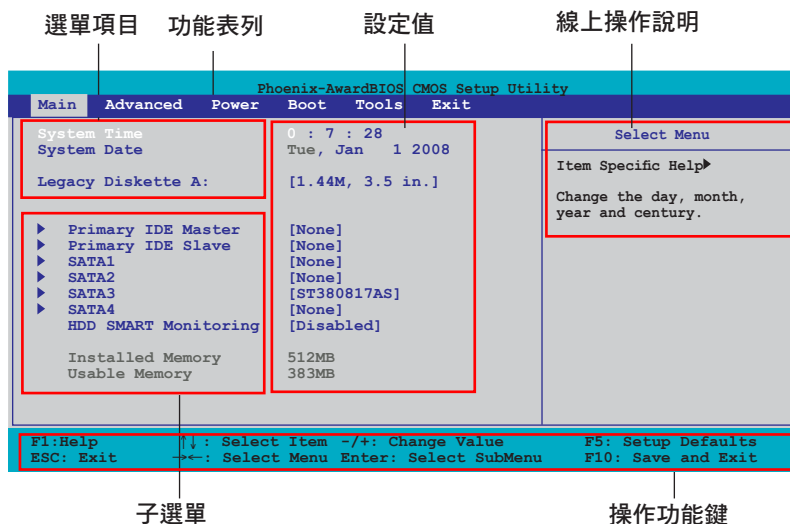 選單項目 功能表列 設定值 線上操作說明
Phoenix-AwardBIOS CMOS Setup Utility
Main Advanced Power Boot Tools Exit
System Time 0 : 7 : 28
System Date Tue, Jan 1 2008
Legacy Diskette A: [1.44M, 3.5 in.]
Select Menu
Item Specific Help▶
Change the day, month,
year and century.
▶ Primary IDE Master [None]
▶ Primary IDE Slave [None]
▶ SATA1 [None]
▶ SATA2 [None]
▶ SATA3 [ST380817AS]
▶ SATA4 [None]
HDD SMART Monitoring [Disabled]
Installed Memory 512MB
Usable Memory 383MB
F1:Help ↑↓: Select Item -/+: Change Value F5: Setup Defaults
ESC: Exit →←: Select Menu Enter: Select SubMenu F10: Save and Exit
子選單 操作功能鍵